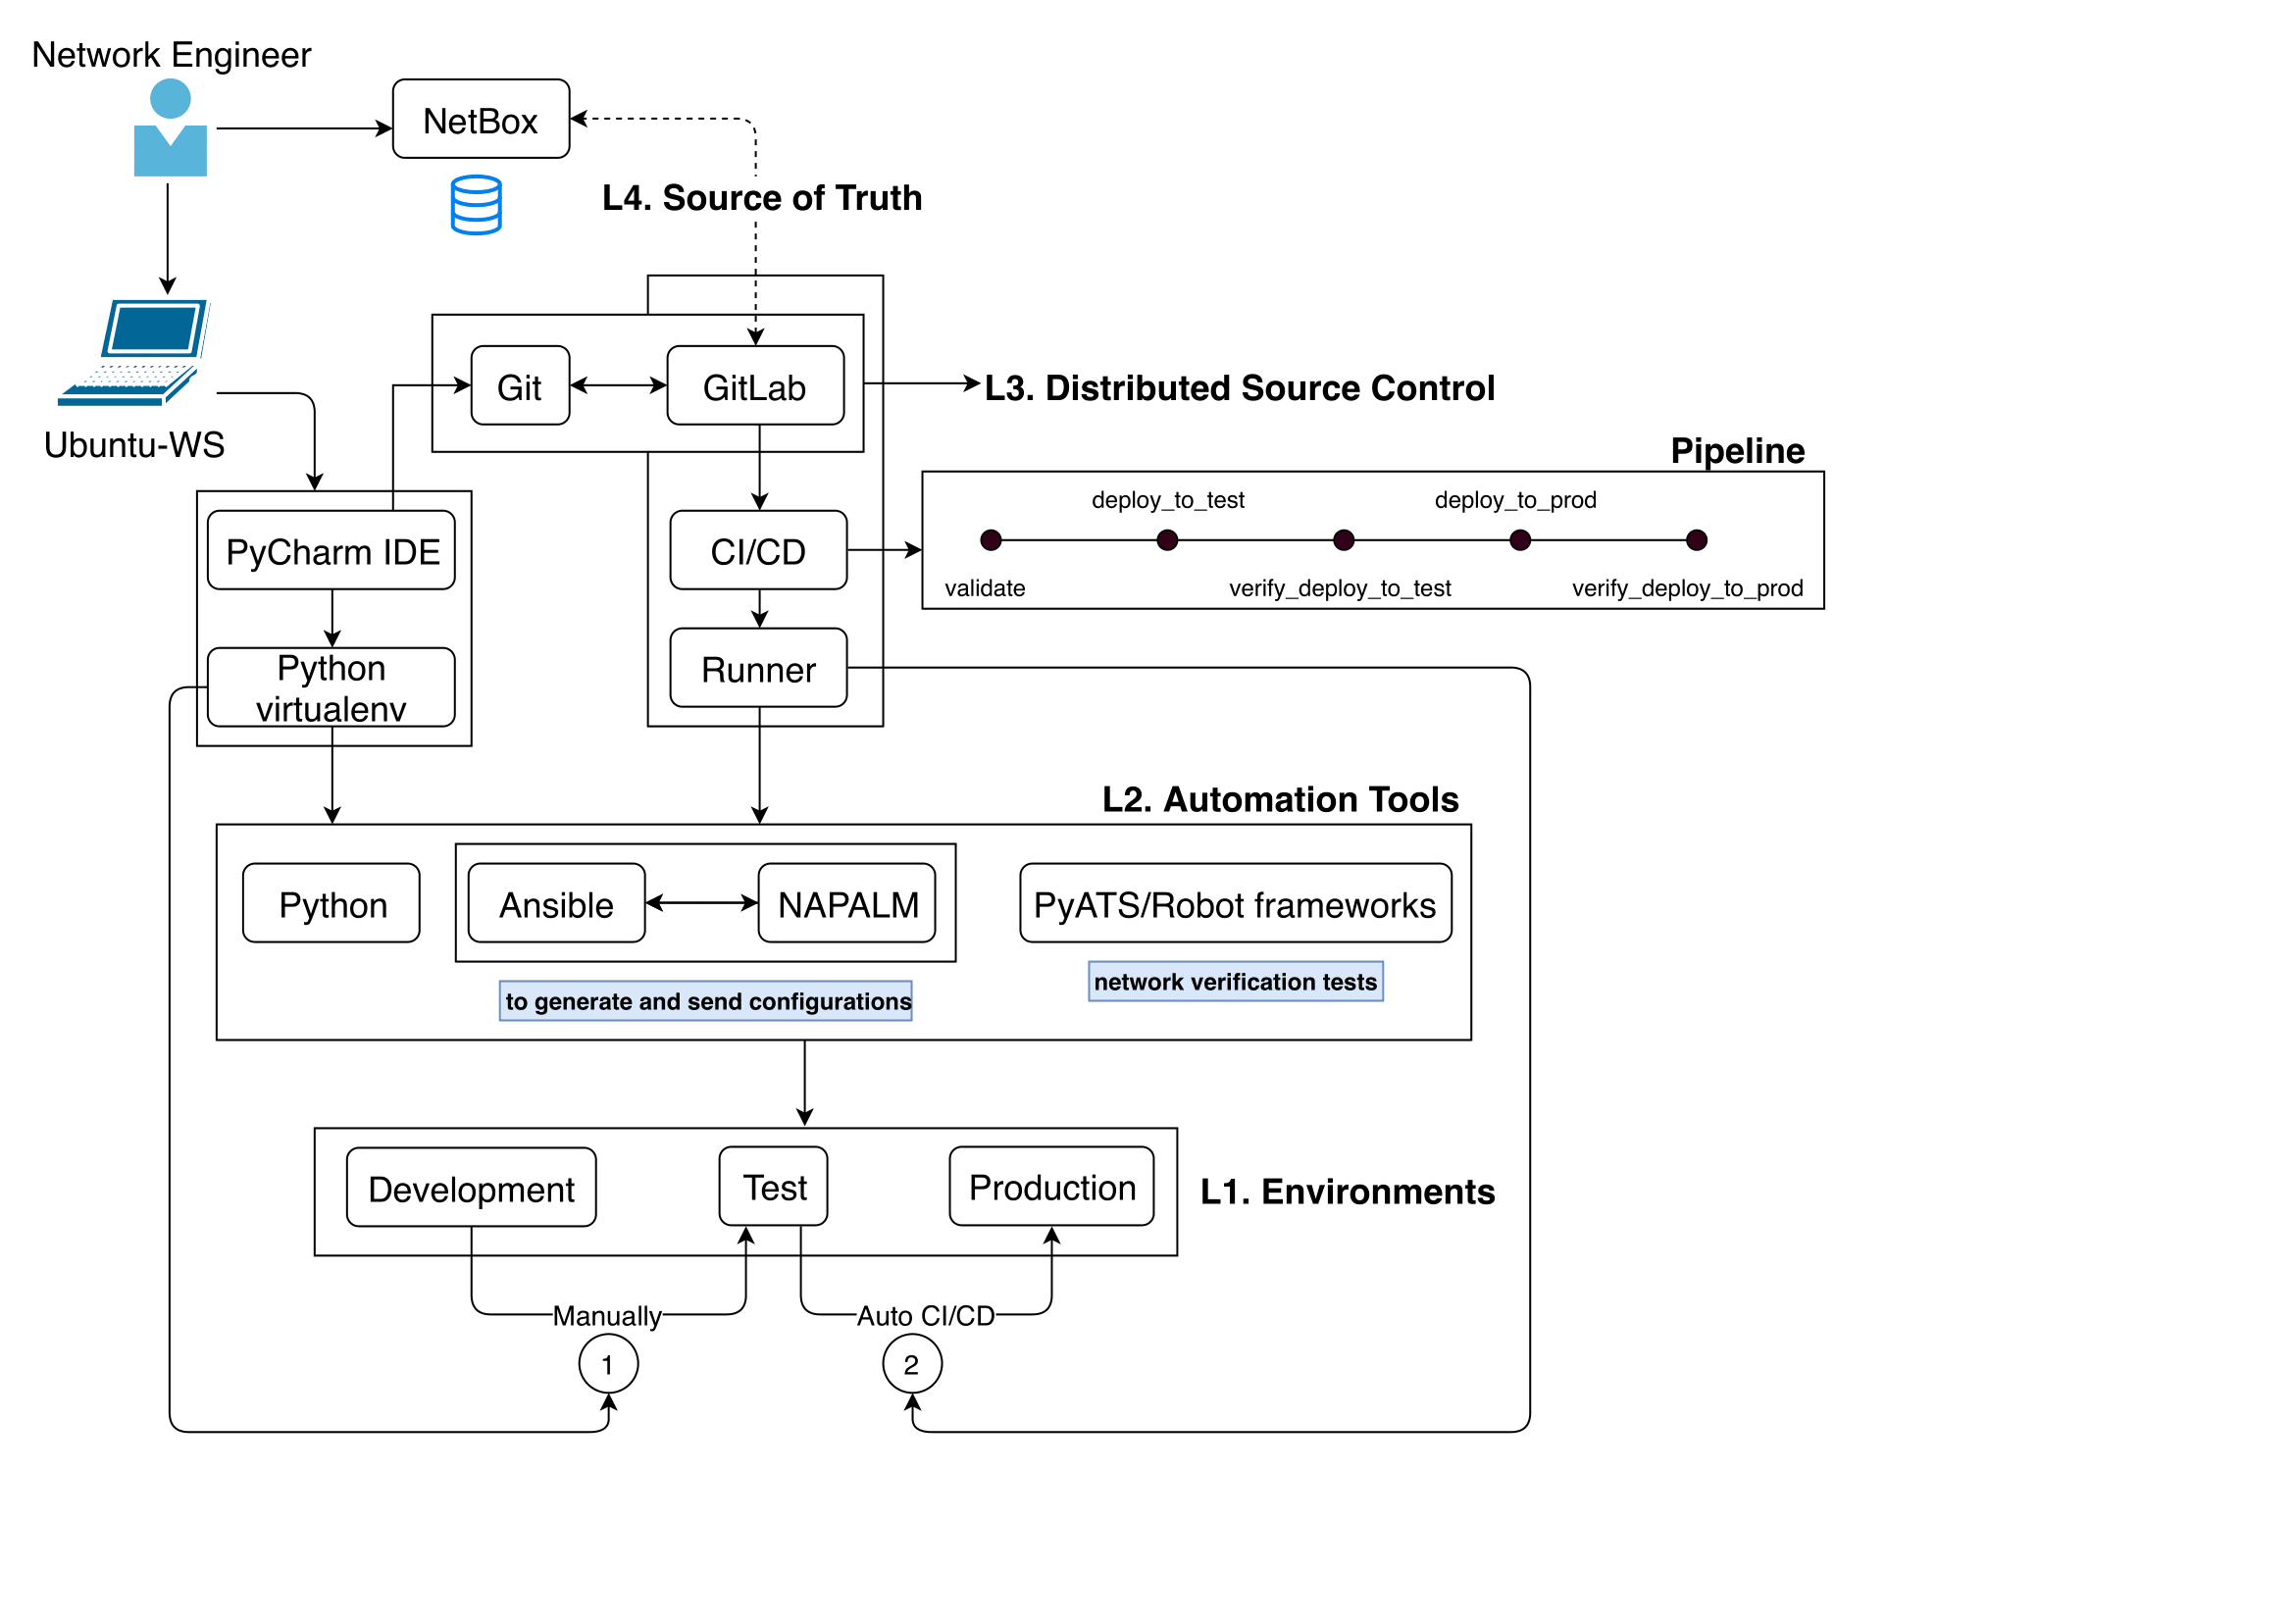 Network Engineer
NetBox
L4. Source of Truth
Git
GitLab
L3. Distributed Source Control
Ubuntu-WS
Pipeline
deploy_to_test
deploy_to_prod
validate
verify_deploy_to_test
verify_deploy_to_prod
PyCharm IDE
CI/CD
Python
virtualenv
Runner
L2. Automation Tools
Python
Ansible
NAPALM
PyATS/Robot frameworks
to generate and send configurations
network verification tests
Development
Test
Production
L1. Environments
Manually
Auto CI/CD
1
2